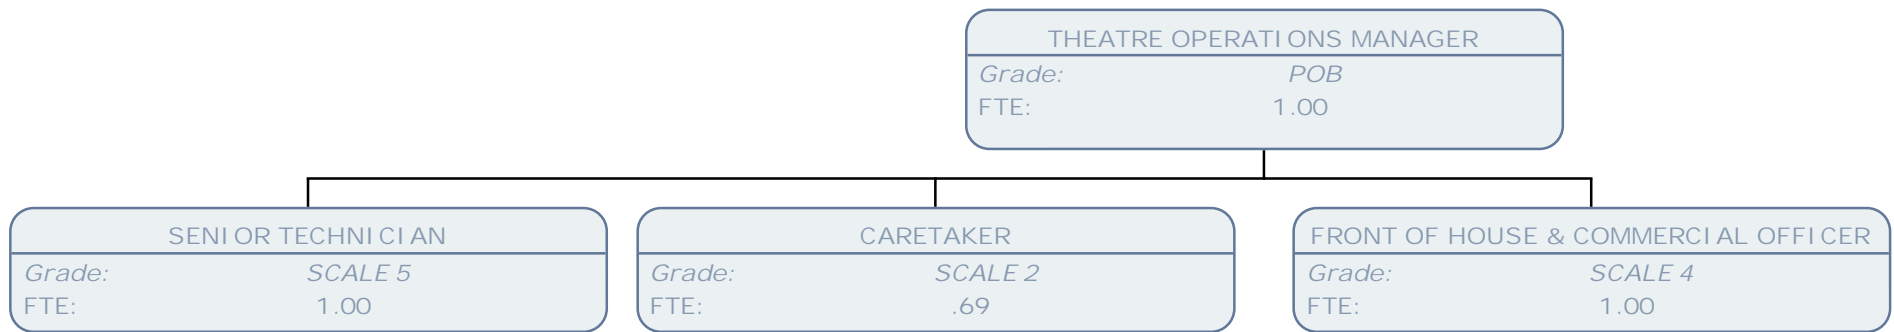 THEATRE OPERATIONS MANAGER
Grade: POB
FTE: 1.00
SENIOR TECHNICIAN
Grade: SCALE 5
FTE: 1.00
CARETAKER
Grade: SCALE 2
FTE: .69
FRONT OF HOUSE & COMMERCIAL OFFICER
Grade: SCALE 4
FTE: 1.00